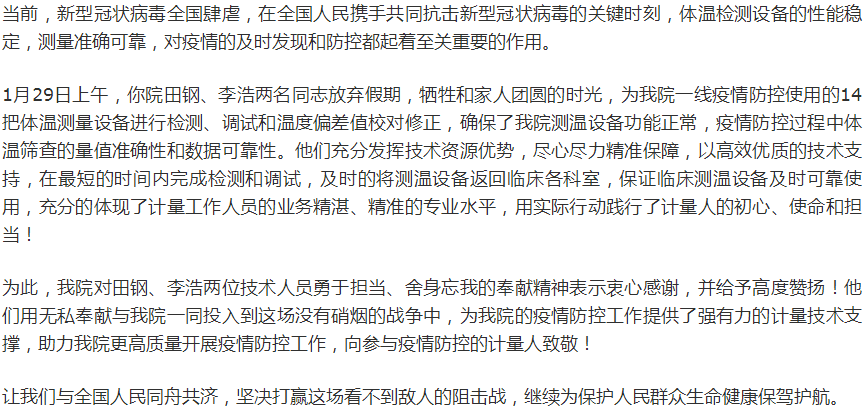 当前，新型冠状病毒全国肆虐，在全国人民携手共同抗击新型冠状病毒的关键时刻，体温检测设备的性能稳
定，测量准确可靠，对疫情的及时发现和防控都起着至关重要的作用。
1月29日上午，你院田钢、李浩两名同志放弃假期，牺牲和家人团圆的时光，为我院一线疫情防控使用的14
把体温测量设备进行检测、调试和温度偏差值校对修正，确保了我院测温设备功能正常，疫情防控过程中体
温筛查的量值准确性和数据可靠性。他们充分发挥技术资源优势，尽心尽力精准保障，以高效优质的技术支
持，在最短的时间内完成检测和调试，及时的将测温设备返回临床各科室，保证临床测温设备及时可靠使
用，充分的体现了计量工作人员的业务精湛、精准的专业水平，用实际行动践行了计量人的初心、使命和担
当！
为此，我院对田钢、李浩两位技术人员勇于担当、舍身忘我的奉献精神表示衷心感谢，并给予高度赞扬！他
们用无私奉献与我院一同投入到这场没有硝烟的战争中，为我院的疫情防控工作提供了强有力的计量技术支
撑，助力我院更高质量开展疫情防控工作，向参与疫情防控的计量人致敬！
让我们与全国人民同舟共济，坚决打赢这场看不到敌人的阻击战，继续为保护人民群众生命健康保驾护航。